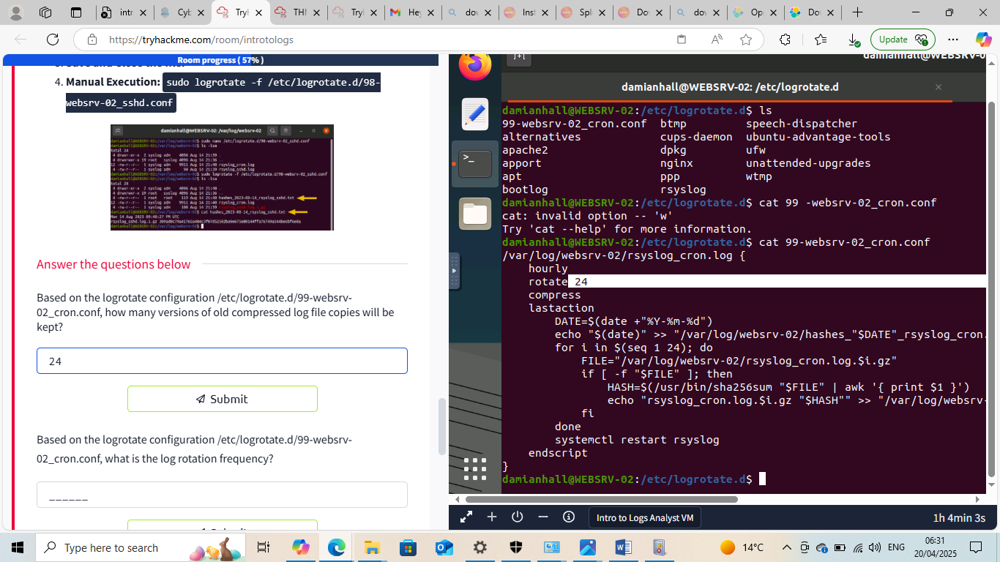 intr
Cyb
TryH
THM
Tryl
Hey
dov
Inst
Sple
Dov
dov
Ope
Dov
https://tryhackme.com/room/introtologs
Update
Room progress ( 57% )
4. Manual Execution: sudo logrotate -f /etc/logrotate.d/98-
websrv-02_sshd.conf
Answer the questions below
Based on the logrotate configuration /etc/logrotate.d/99-websrv-
02_cron.conf, how many versions of old compressed log file copies will be
kept?
24
Submit
Based on the logrotate configuration /etc/logrotate.d/99-websrv-
02_cron.conf, what is the log rotation frequency?
______
damianhall@WEBSRV-0
damianhall@WEBSRV-02: /etc/logrotate.d
damianhall@WEBSRV-02:/etc/logrotate.d$ ls
99-websrv-02_cron.conf btmp speech-dispatcher
alternatives cups-daemon ubuntu-advantage-tools
apache2 dpkg ufw
apport nginx unattended-upgrades
apt ppp wtmp
bootlog rsyslog
damianhall@WEBSRV-02:/etc/logrotate.d$ cat 99 -websrv-02_cron.conf
cat: invalid option -- 'w'
Try 'cat --help' for more information.
damianhall@WEBSRV-02:/etc/logrotate.d$ cat 99-websrv-02_cron.conf
/var/log/websrv-02/rsyslog_cron.log {
hourly
rotate 24
compress
lastaction
DATE=$(date +"%Y-%m-%d")
echo "$(date)" >> "/var/log/websrv-02/hashes_"$DATE"_rsyslog_cron.
for i in $(seq 1 24); do
FILE="/var/log/websrv-02/rsyslog_cron.log.$i.gz"
if [ -f "$FILE" ]; then
HASH=$(/usr/bin/sha256sum "$FILE" | awk '{ print $1 }')
echo "rsyslog_cron.log.$i.gz "$HASH"" >> "/var/log/websrv-
fi
done
systemctl restart rsyslog
endscript
}
damianhall@WEBSRV-02:/etc/logrotate.d$
Intro to Logs Analyst VM
1h 4min 3s
Type here to search
14°C
ENG
06:31
20/04/2025